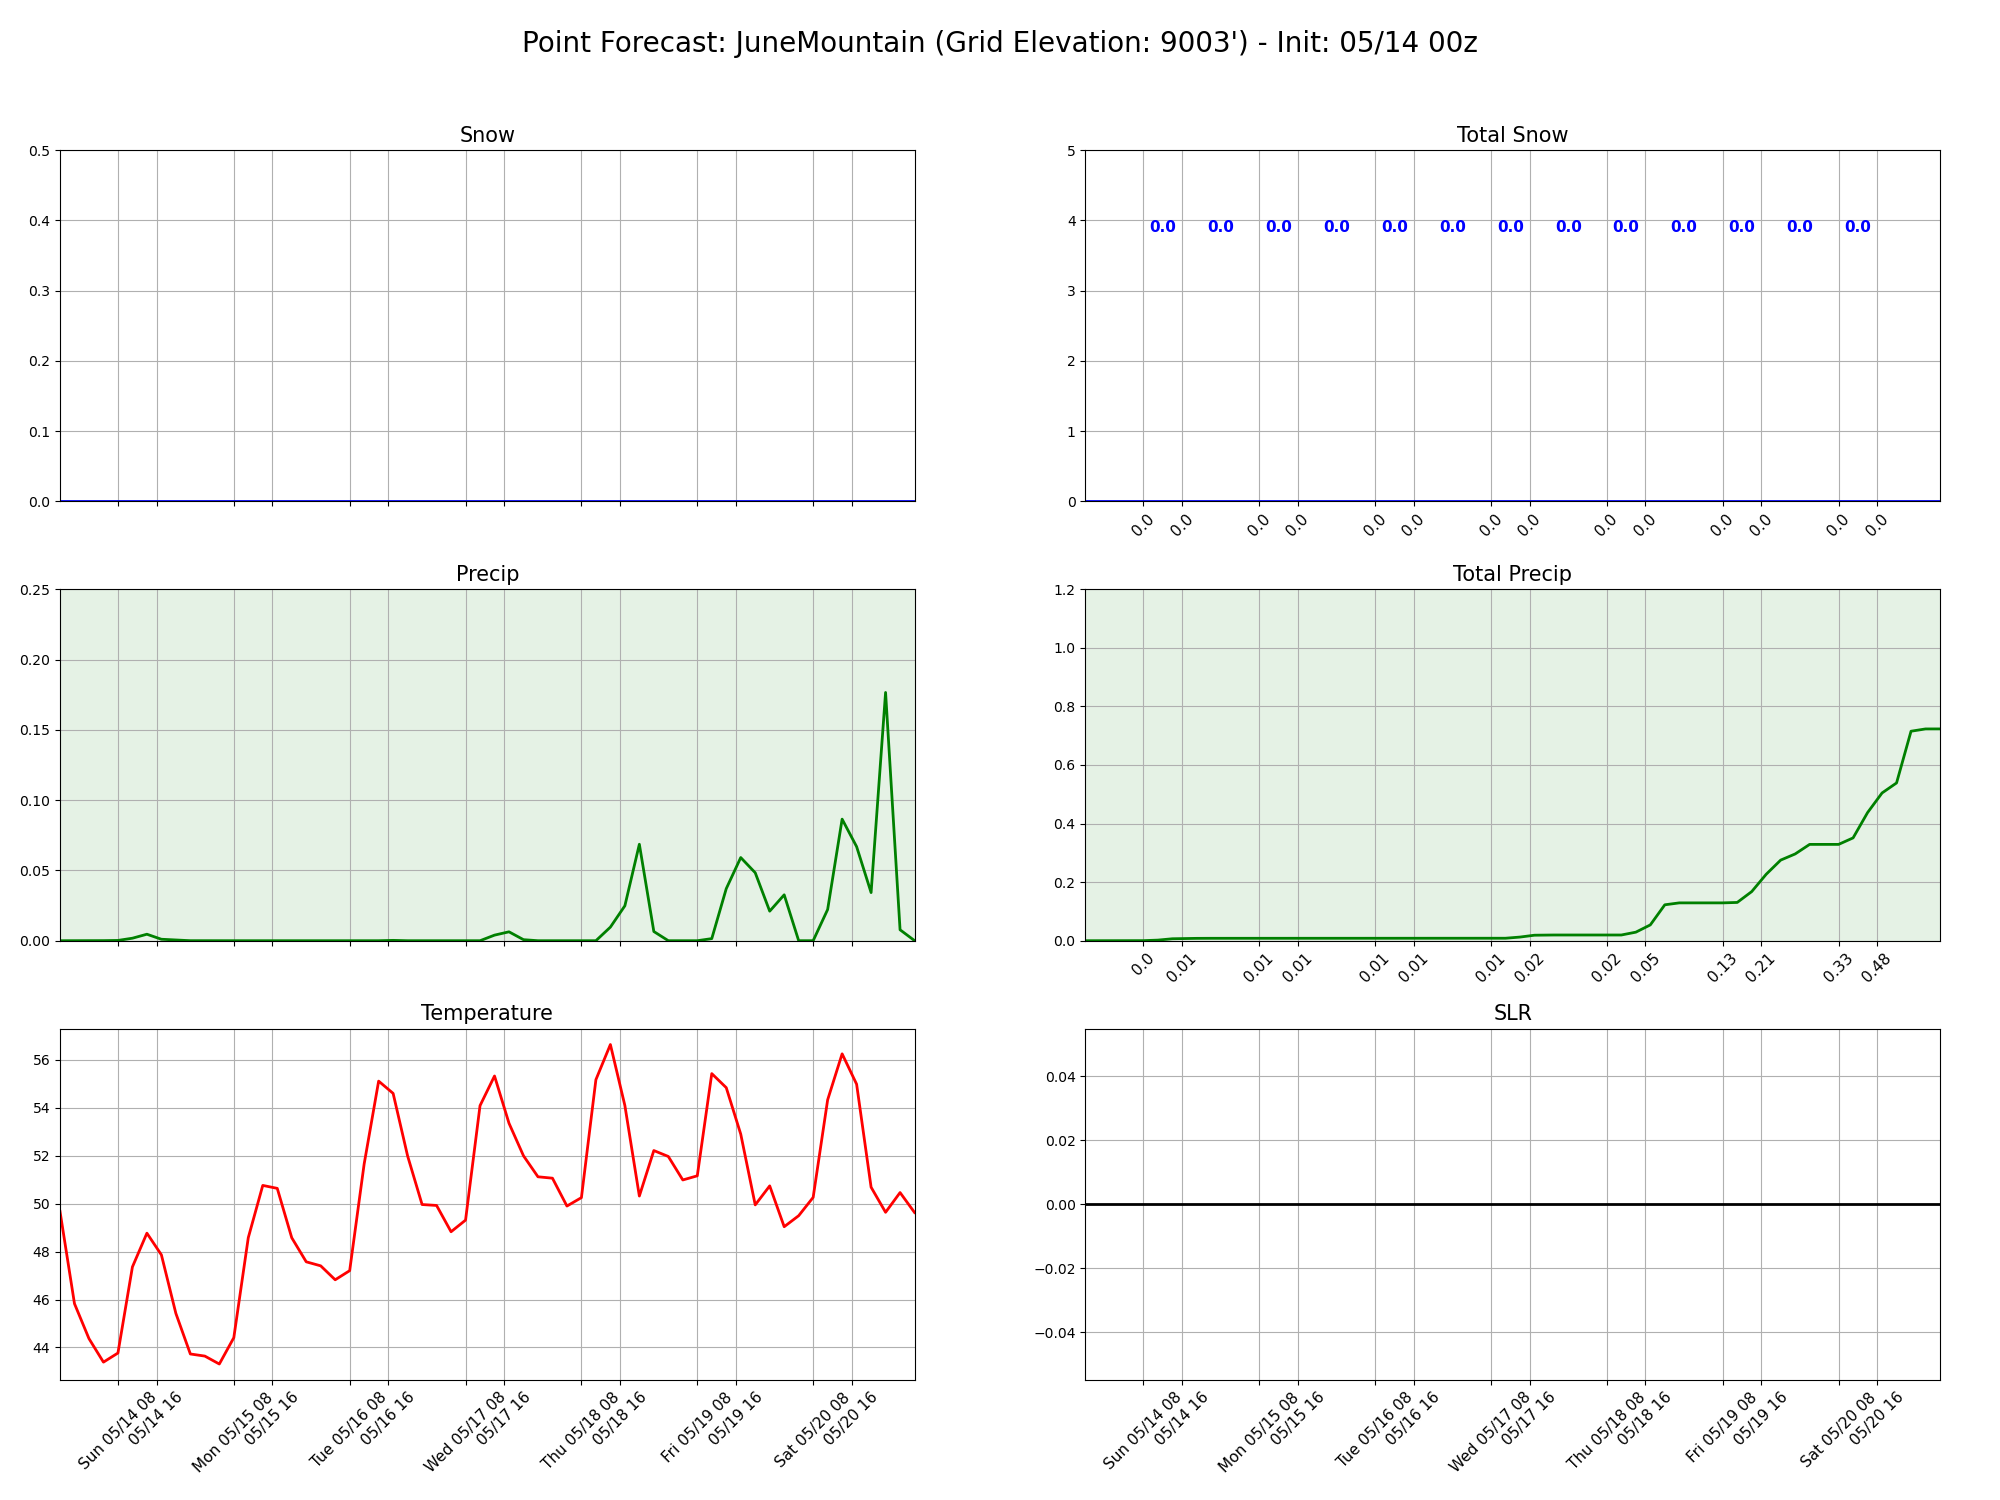 Point Forecast: JuneMountain (Grid Elevation: 9003') - Init: 05/14 00z
Snow
0.5
0.4
0.3
0.2
0.1
0.0
Total Snow
5
4
3
2
1
0
0.0 0.0 0.0 0.0 0.0 0.0 0.0 0.0 0.0 0.0 0.0 0.0 0.0
0.0 0.0 0.0 0.0 0.0 0.0 0.0 0.0 0.0 0.0 0.0 0.0 0.0 0.0
Precip
0.25
0.20
0.15
0.10
0.05
0.00
Total Precip
1.2
1.0
0.8
0.6
0.4
0.2
0.0
0.0 0.01 0.01 0.01 0.01 0.01 0.01 0.02 0.02 0.05 0.13 0.21 0.33 0.48
Temperature
56
54
52
50
48
46
44
Sun 05/14 08
05/14 16
Mon 05/15 08
05/15 16
Tue 05/16 08
05/16 16
Wed 05/17 08
05/17 16
Thu 05/18 08
05/18 16
Fri 05/19 08
05/19 16
Sat 05/20 08
05/20 16
SLR
0.04
0.02
0.00
−0.02
−0.04
Sun 05/14 08
05/14 16
Mon 05/15 08
05/15 16
Tue 05/16 08
05/16 16
Wed 05/17 08
05/17 16
Thu 05/18 08
05/18 16
Fri 05/19 08
05/19 16
Sat 05/20 08
05/20 16